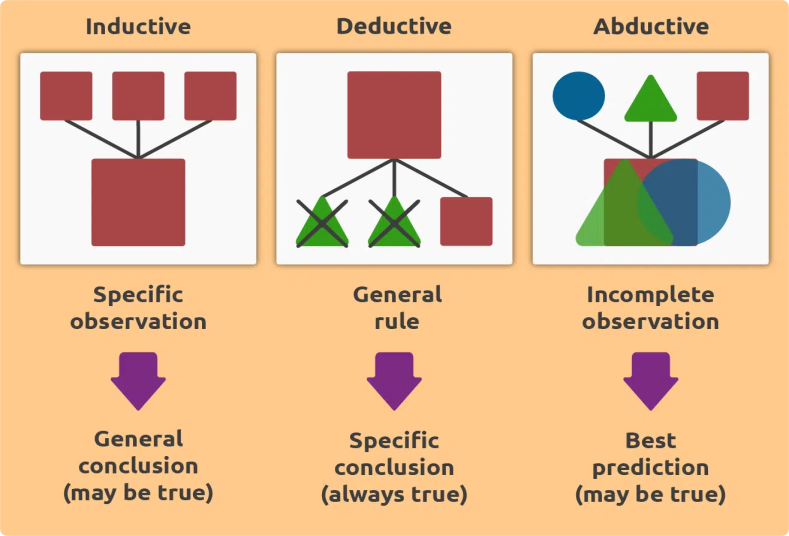 Inductive
Deductive
Abductive
Specific
observation
General
rule
Incomplete
observation
General
conclusion
(may be true)
Specific
conclusion
(always true)
Best
prediction
(may be true)